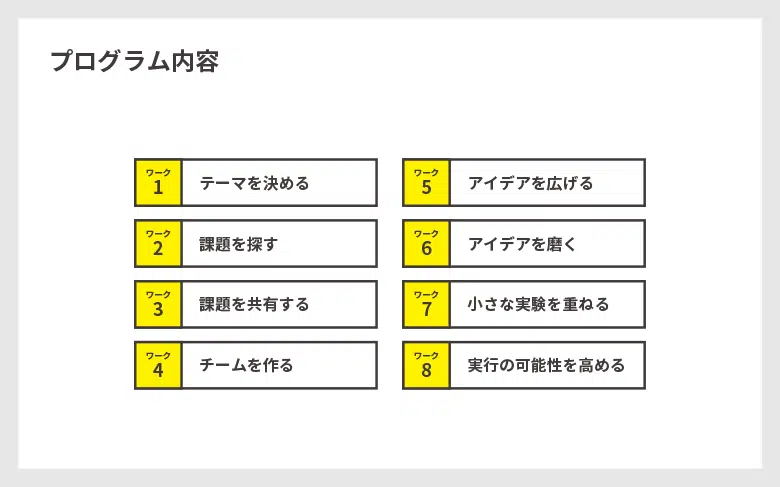 プログラム内容
ワーク
1
テーマを決める
ワーク
2
課題を探す
ワーク
3
課題を共有する
ワーク
4
チームを作る
ワーク
5
アイデアを広げる
ワーク
6
アイデアを磨く
ワーク
7
小さな実験を重ねる
ワーク
8
実行の可能性を高める